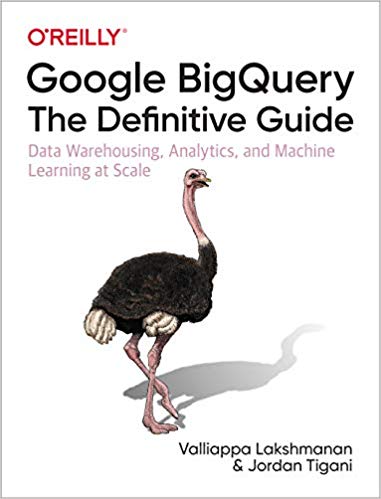 O'REILLY®
Google BigQuery
The Definitive Guide
Data Warehousing, Analytics, and Machine
Learning at Scale
Valliappa Lakshmanan
& Jordan Tigani